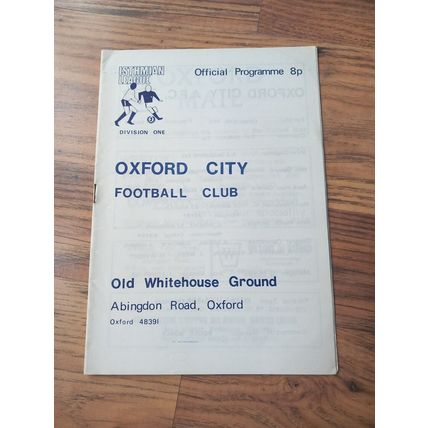 ISTHMIAN
LEAGUE
DIVISION ONE
Official Programme 8p
OXFORD CITY
FOOTBALL CLUB
Old Whitehouse Ground
Abingdon Road, Oxford
Oxford 48391